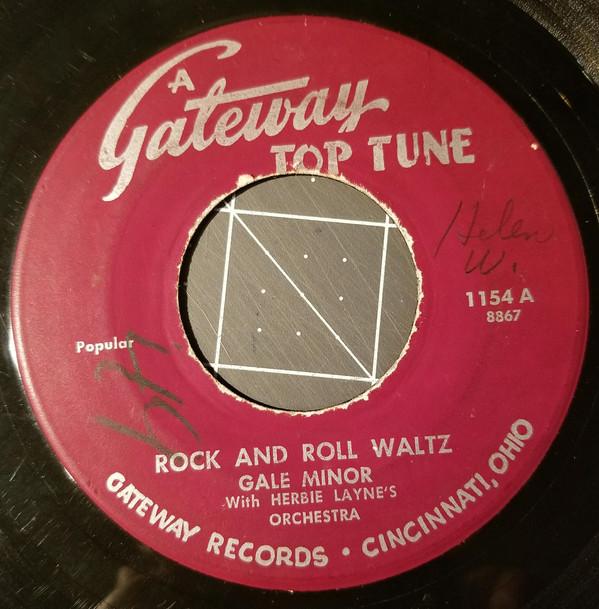 A
Gateway
TOP TUNE
Helen
W.
1154 A
8867
Popular
ROCK AND ROLL WALTZ
GALE MINOR
With HERBIE LAYNE'S
ORCHESTRA
GATEWAY RECORDS • CINCINNATI, OHIO